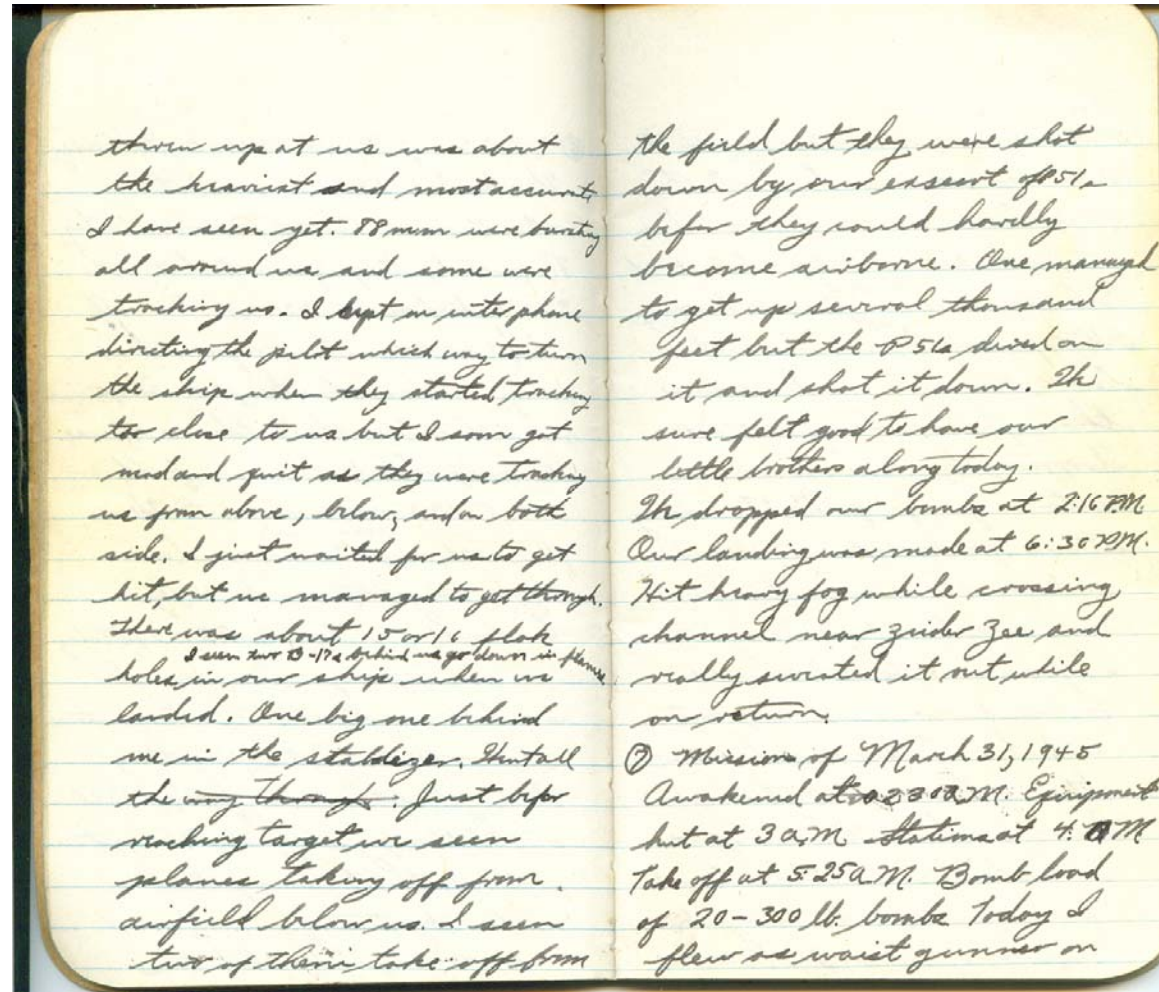 thrown up at us was about
the heaviest and most accurate
I have seen yet. 88 mm were bursting
all around us and some were
tracking us. I kept on inter phone
directing the pilot which way to turn
the ship when they started tracking
too close to us but I soon got
mad and quit as they were tracking
us from above, below, and on both
side. I just waited for us to get
hit, but we managed to get through.
There was about 15 or 16 flak
I seen two B-17s behind us go down in flames.
holes in our ship when we
landed. One big one behind
me in the stabilizer. Went all
the way through. Just befor
reaching target we seen
planes taking off from
airfield below us. I seen
two of them take off from
the field but they were shot
down by our esscort of P51s
befor they could hardly
become airborne. One managed
to get up several thousand
feet but the P51s dived on
it and shot it down. It
sure felt good to have our
little brothers along today.
We dropped our bombs at 2:16 P.M.
Our landing was made at 6:30 P.M.
Hit heavy fog while crossing
channel near Zuider Zee and
really sweated it out while
on return.
⑦ Mission of March 31, 1945
Awakened at 0230 A.M. Equipment
hut at 3 A.M Stations at 4: M
Take off at 5:25 A.M. Bomb load
of 20-300 lb. bombs Today I
flew as waist gunner on